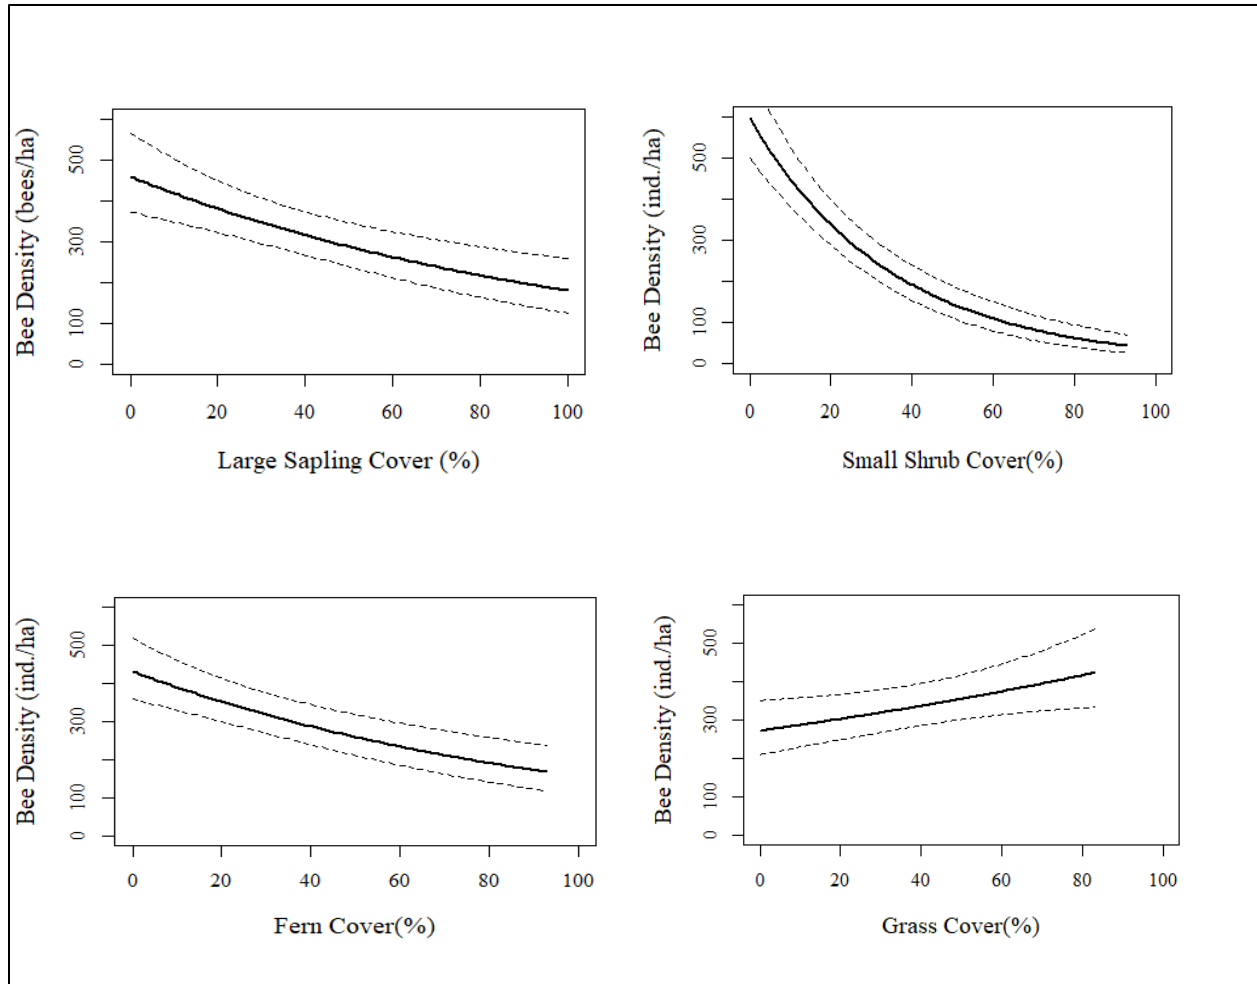 Bee Density (bees/ha)
500
300
100
0
0 20 40 60 80 100
Large Sapling Cover (%)
Bee Density (ind./ha)
500
300
100
0
0 20 40 60 80 100
Small Shrub Cover(%)
Bee Density (ind./ha)
500
300
100
0
0 20 40 60 80 100
Fern Cover(%)
Bee Density (ind./ha)
500
300
100
0
0 20 40 60 80 100
Grass Cover(%)